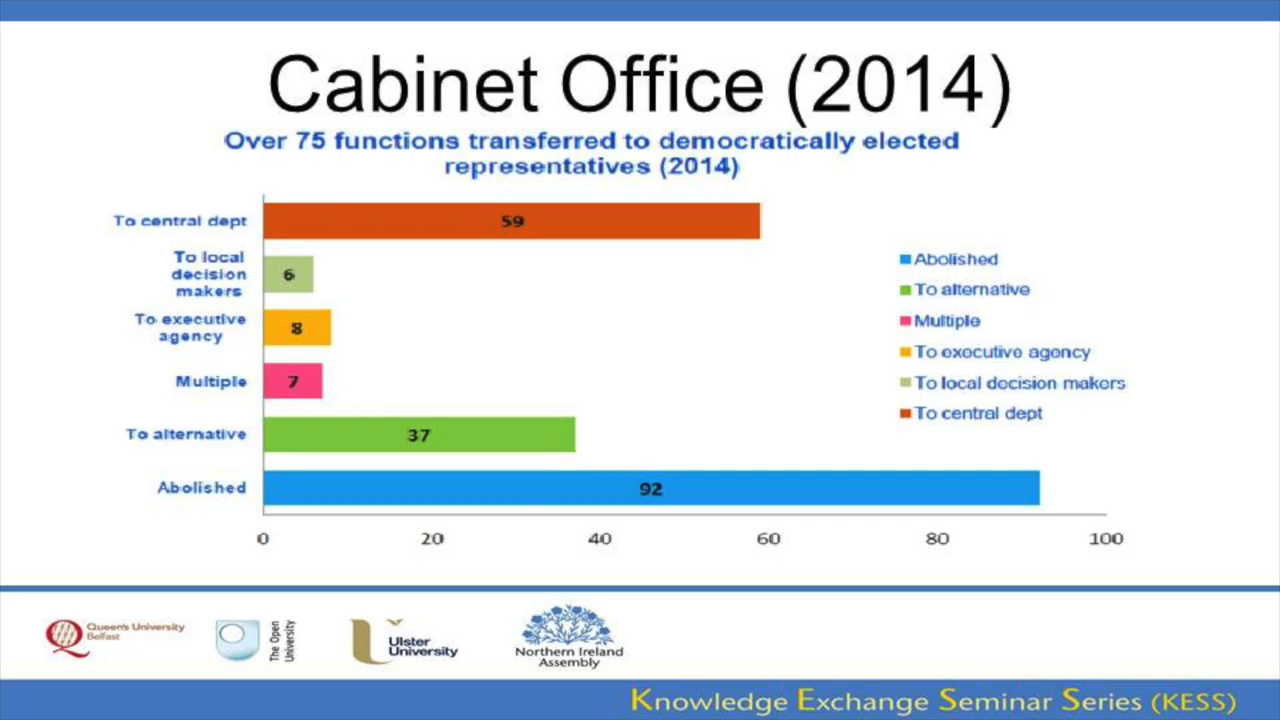 Cabinet Office (2014)
Over 75 functions transferred to democratically elected
representatives (2014)
To central dept
59
To local
decision
makers
6
To executive
agency
8
Multiple
7
To alternative
37
Abolished
92
0 20 40 60 80 100
Abolished
To alternative
Multiple
To executive agency
To local decision makers
To central dept
Queen's University
Belfast
The Open
University
Ulster
University
Northern Ireland
Assembly
Knowledge Exchange Seminar Series (KESS)